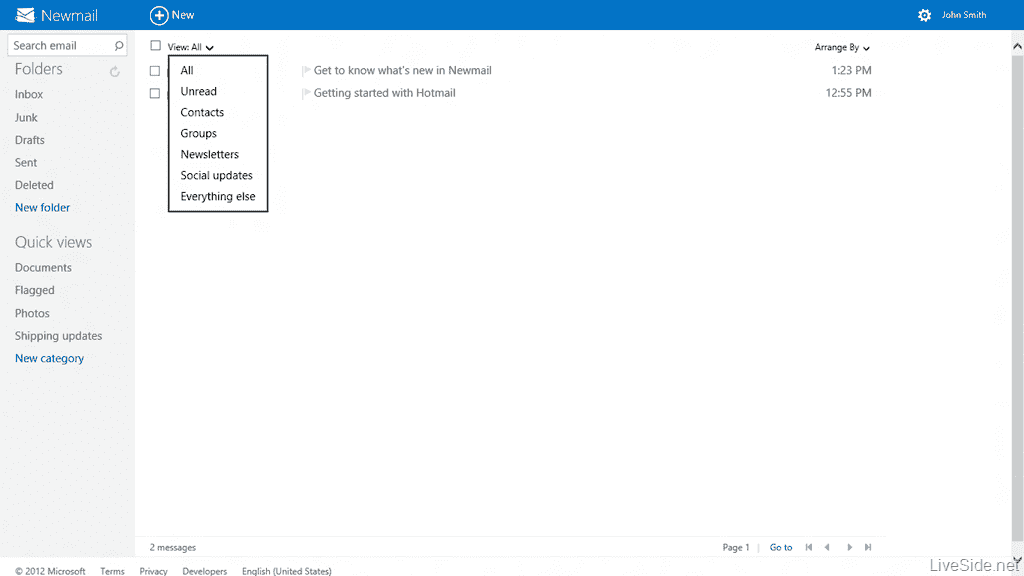 Newmail
New
John Smith
Search email
Folders
Inbox
Junk
Drafts
Sent
Deleted
New folder
Quick views
Documents
Flagged
Photos
Shipping updates
New category
View: All
Arrange By
All
Unread
Contacts
Groups
Newsletters
Social updates
Everything else
Get to know what's new in Newmail 1:23 PM
Getting started with Hotmail 12:55 PM
2 messages
Page 1 | Go to
© 2012 Microsoft Terms Privacy Developers English (United States)
LiveSide.net